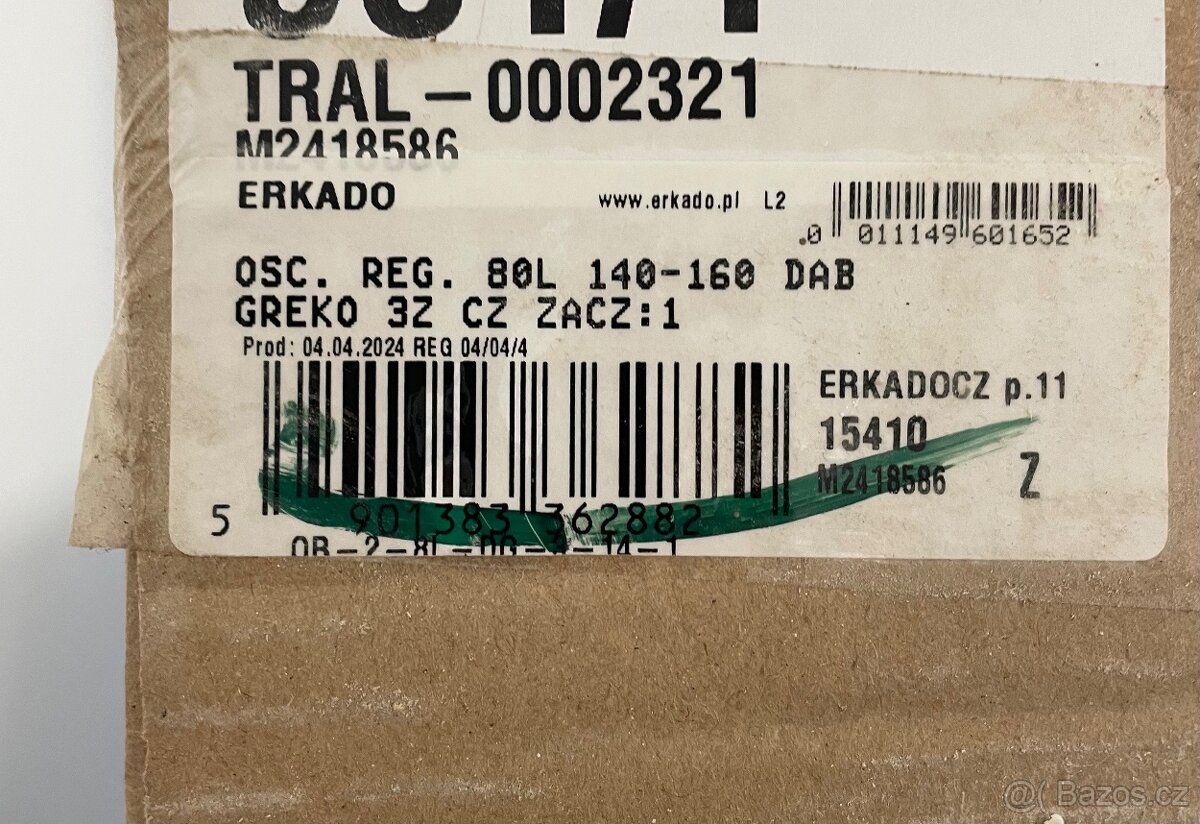 TRAL-0002321
M2418586
ERKADO www.erkado.pl L2
.0 011149 601652
OSC. REG. 80L 140-160 DAB
GREKO 3Z CZ ZACZ:1
Prod: 04.04.2024 REG 04/04/4
ERKADOCZ p.11
15410
M2418586
Z
5 901383 362882
@( Bazos.cz